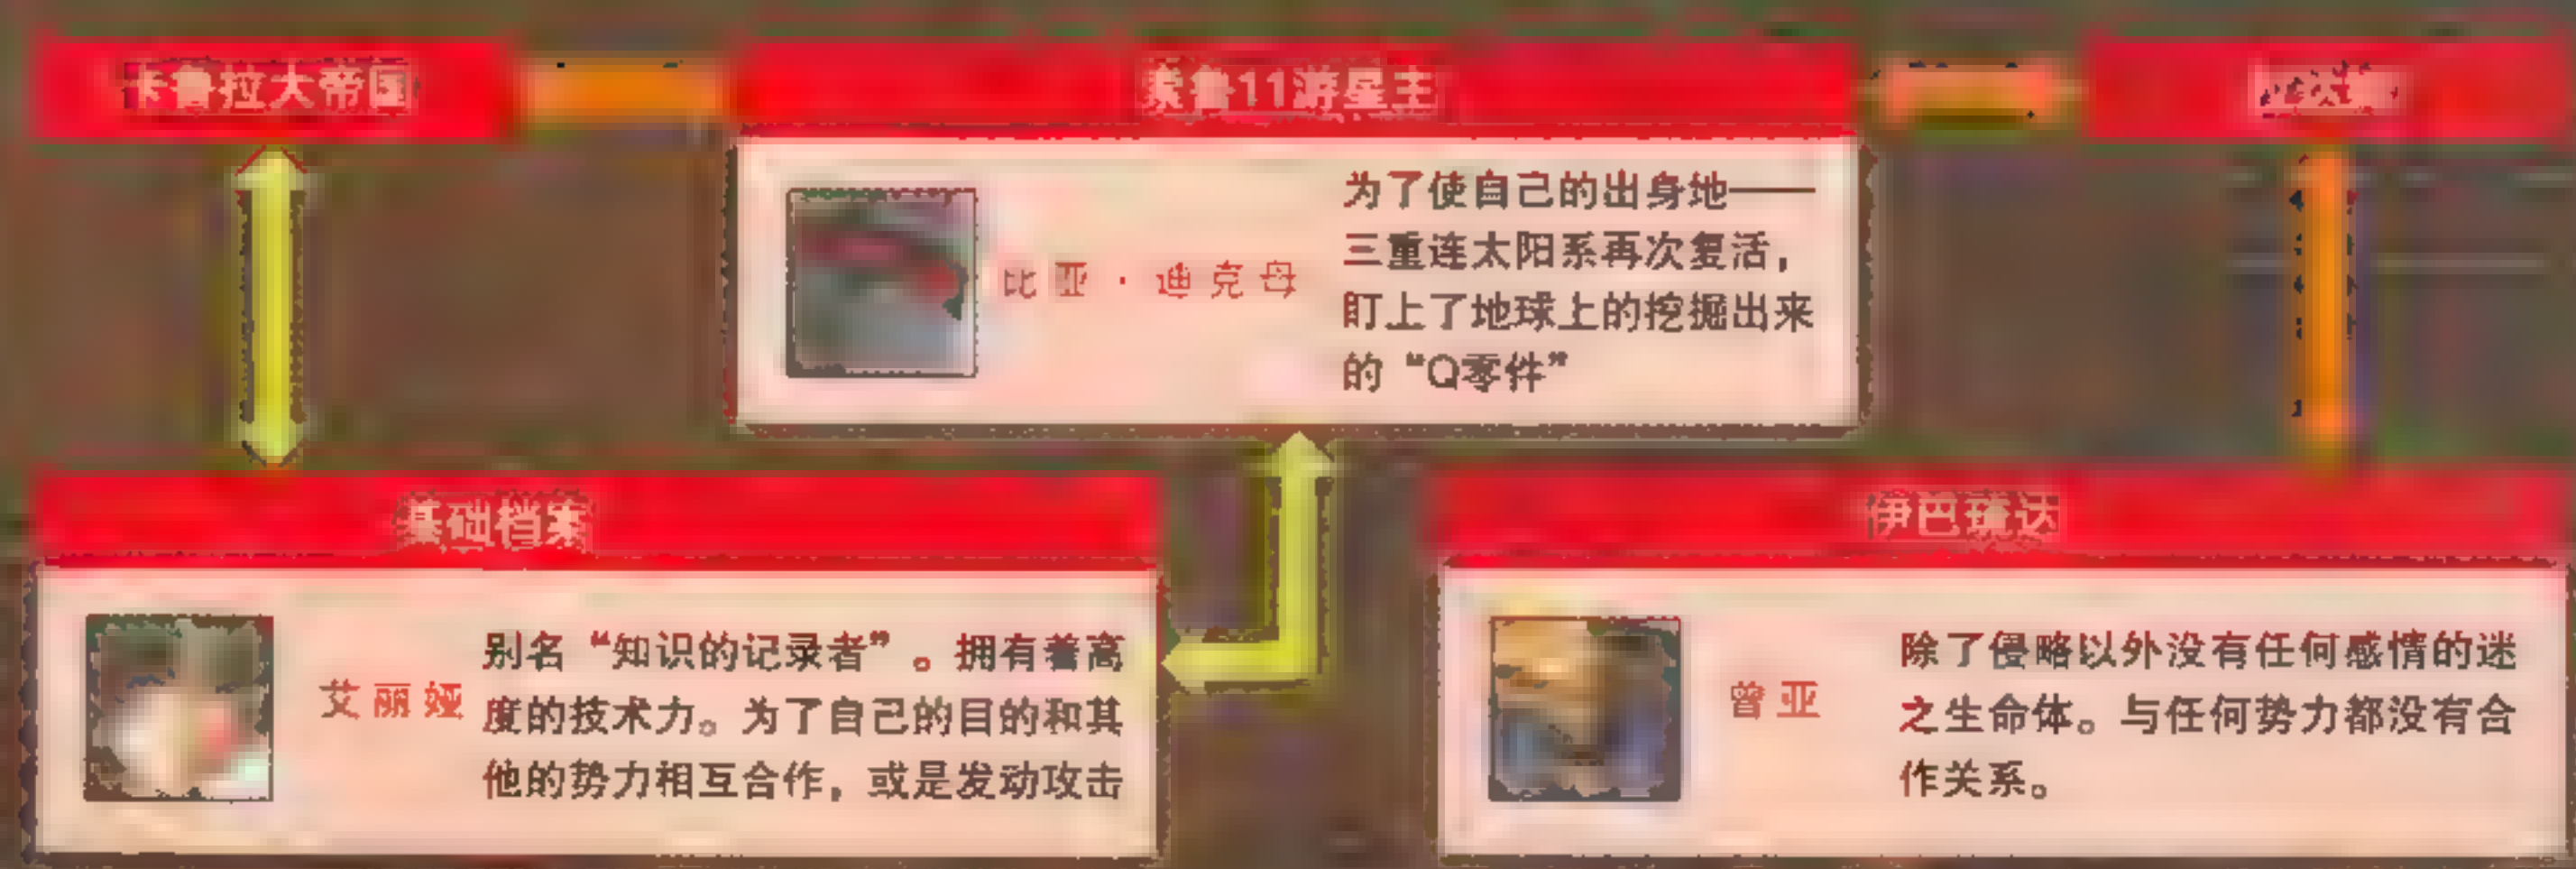 卡鲁拉大帝国
索鲁11游星主
比亚·迪克母
为了使自己的出身地——
三重连太阳系再次复活，
盯上了地球上的挖掘出来
的“Q零件”
基础档案
艾丽娅
别名“知识的记录者”。拥有着高
度的技术力。为了自己的目的和其
他的势力相互合作，或是发动攻击
伊巴琉达
曾亚
除了侵略以外没有任何感情的迷
之生命体。与任何势力都没有合
作关系。